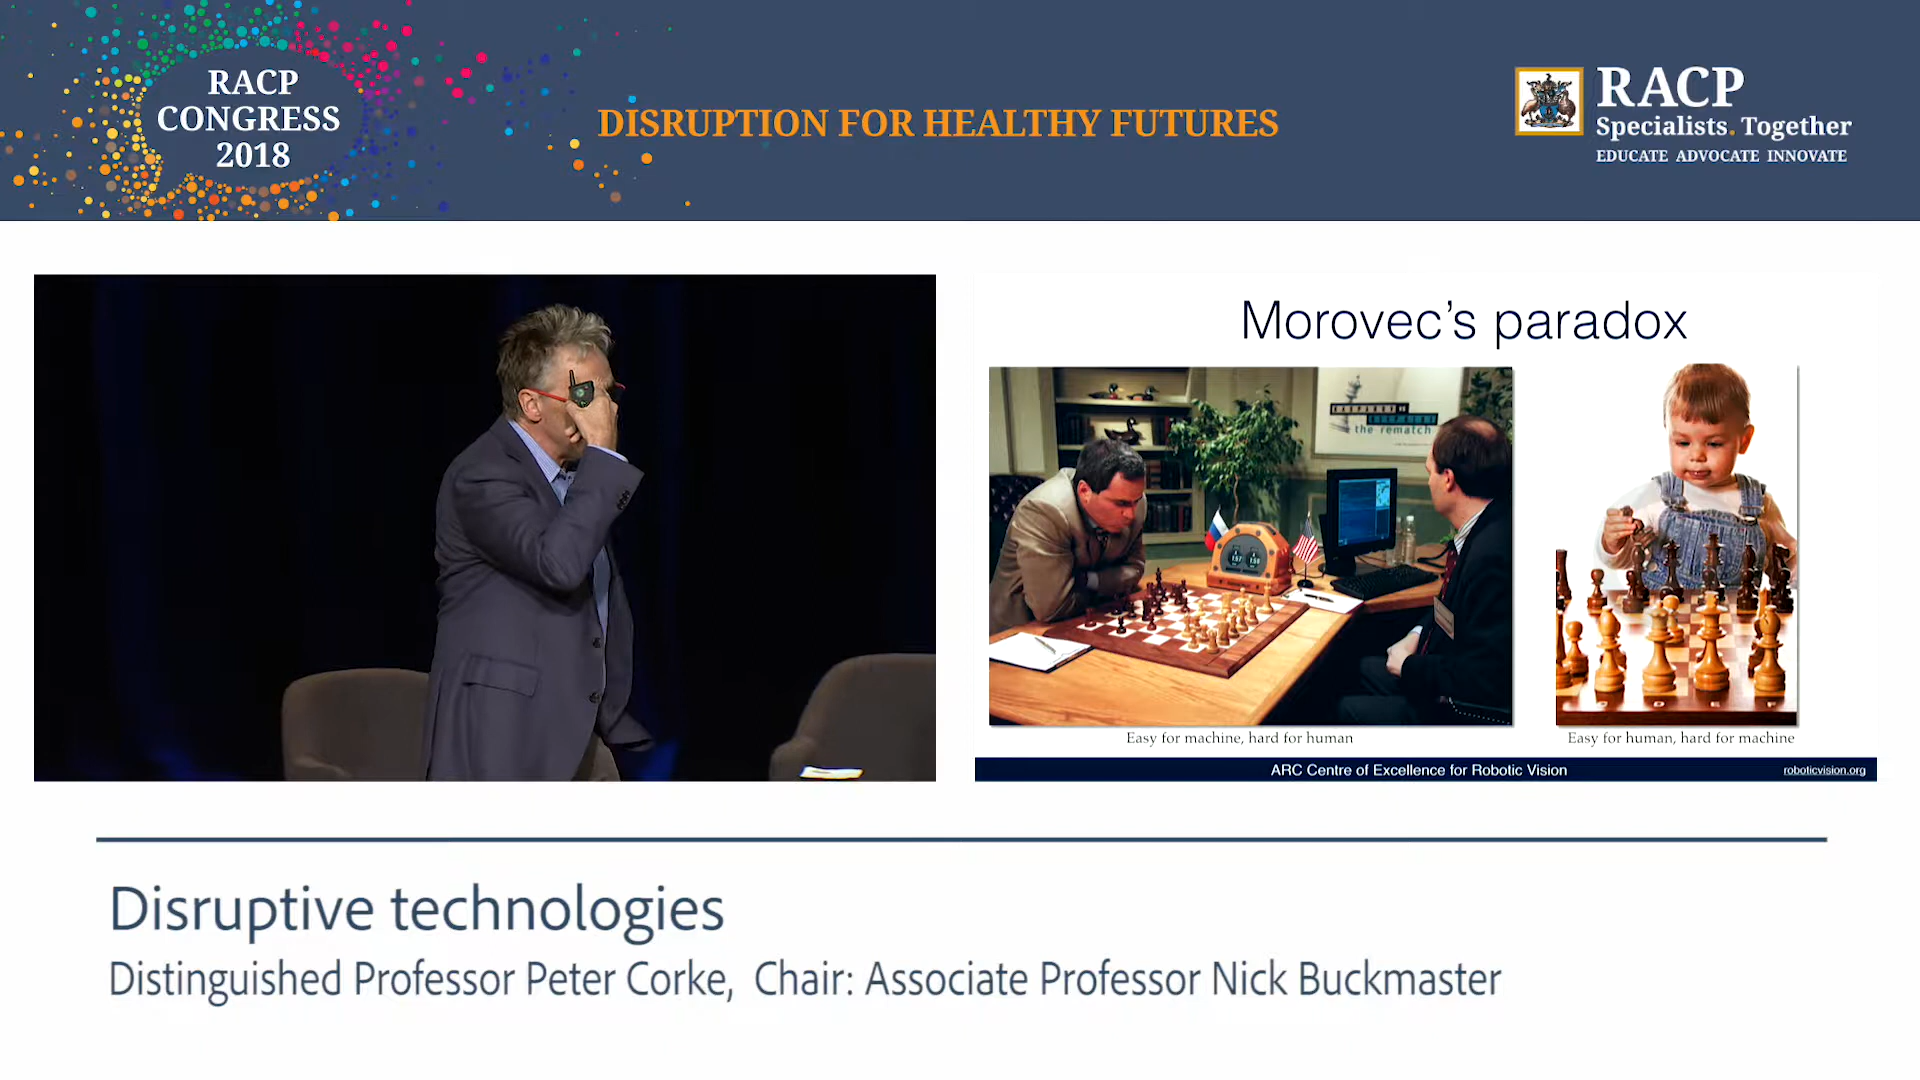 RACP
CONGRESS
2018
DISRUPTION FOR HEALTHY FUTURES
RACP
Specialists. Together
EDUCATE ADVOCATE INNOVATE
Morovec's paradox
the rematch
Easy for machine, hard for human
Easy for human, hard for machine
ARC Centre of Excellence for Robotic Vision
roboticvision.org
Disruptive technologies
Distinguished Professor Peter Corke, Chair: Associate Professor Nick Buckmaster